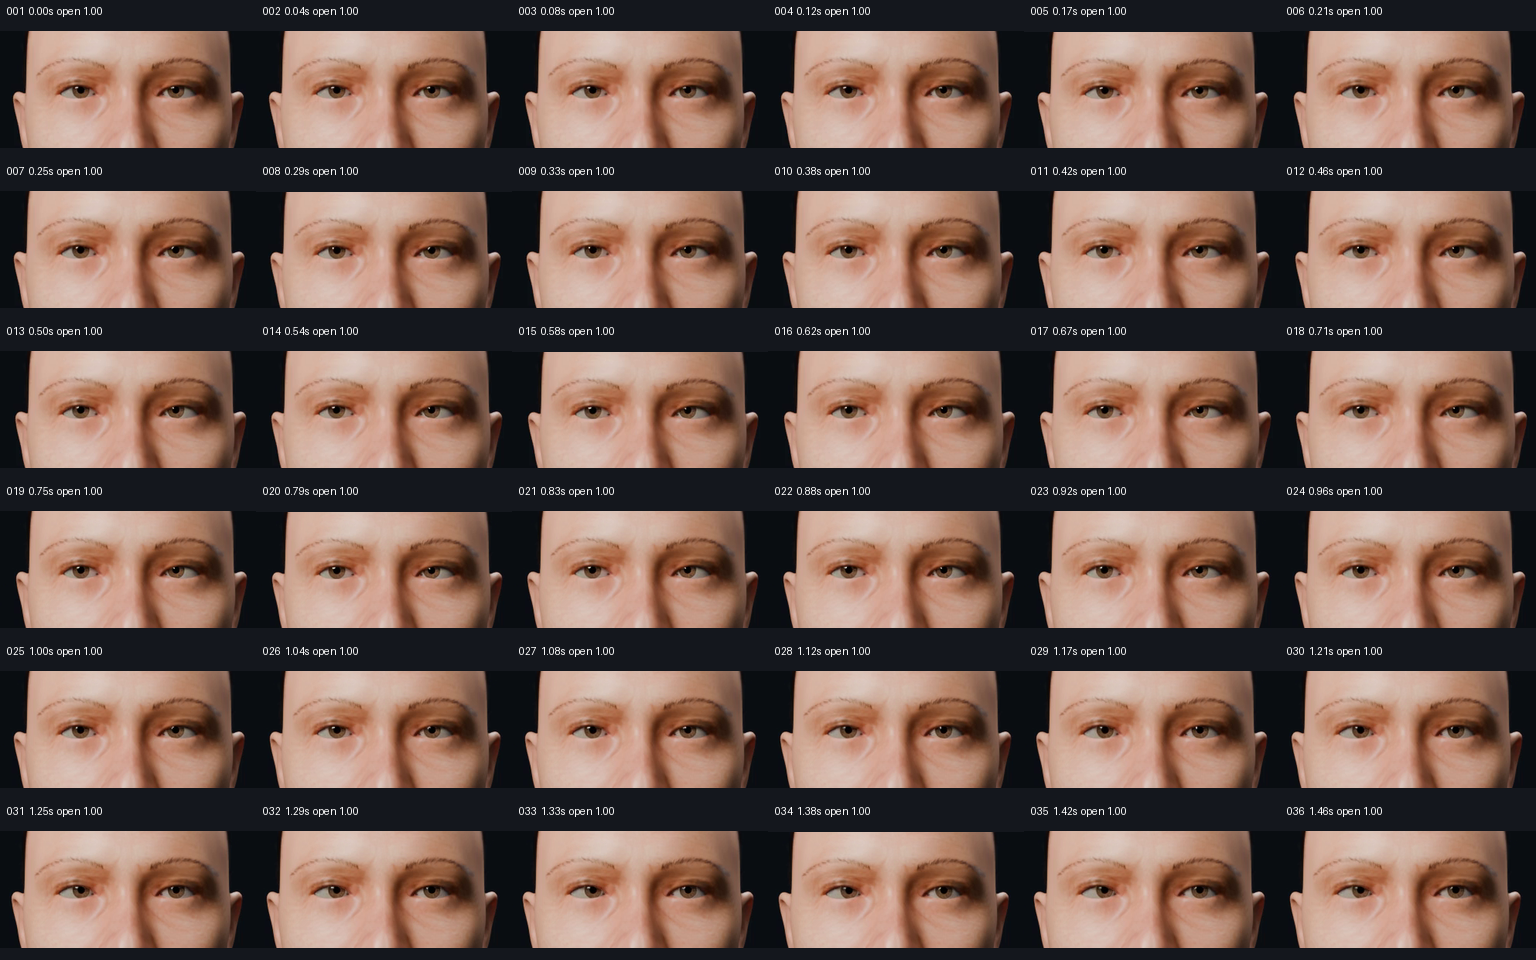 001 0.00s open 1.00
002 0.04s open 1.00
003 0.08s open 1.00
004 0.12s open 1.00
005 0.17s open 1.00
006 0.21s open 1.00
007 0.25s open 1.00
008 0.29s open 1.00
009 0.33s open 1.00
010 0.38s open 1.00
011 0.42s open 1.00
012 0.46s open 1.00
013 0.50s open 1.00
014 0.54s open 1.00
015 0.58s open 1.00
016 0.62s open 1.00
017 0.67s open 1.00
018 0.71s open 1.00
019 0.75s open 1.00
020 0.79s open 1.00
021 0.83s open 1.00
022 0.88s open 1.00
023 0.92s open 1.00
024 0.96s open 1.00
025 1.00s open 1.00
026 1.04s open 1.00
027 1.08s open 1.00
028 1.12s open 1.00
029 1.17s open 1.00
030 1.21s open 1.00
031 1.25s open 1.00
032 1.29s open 1.00
033 1.33s open 1.00
034 1.38s open 1.00
035 1.42s open 1.00
036 1.46s open 1.00